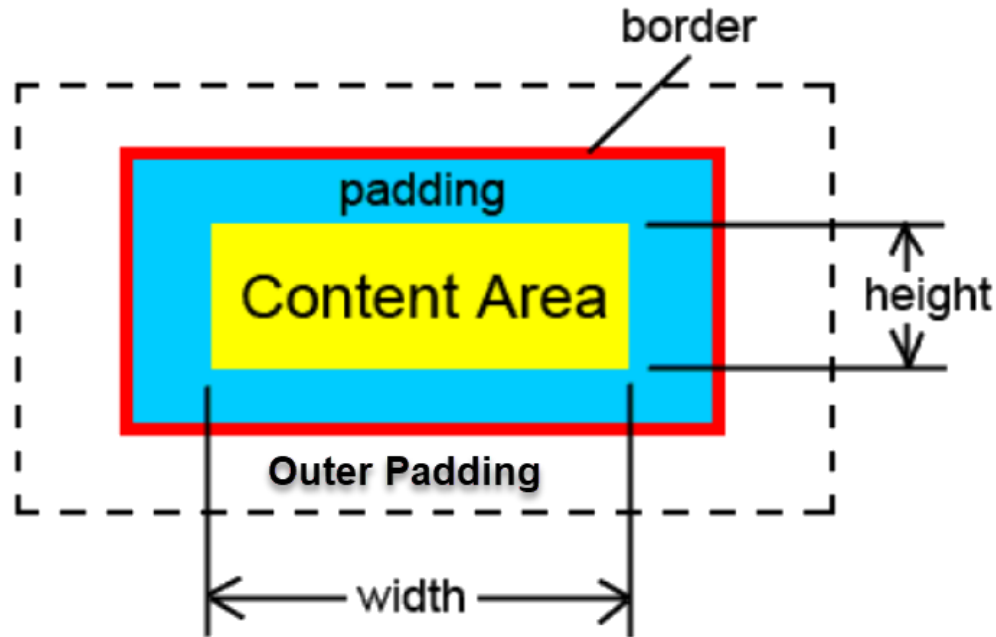 border
padding
Content Area
height
Outer Padding
width